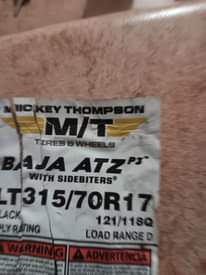 MICKEY THOMPSON
M/T
TIRES & WHEELS
BAJA ATZ P3
WITH SIDEBITERS®
LT315/70R17
LACK
121/118Q
PLY RATING
LOAD RANGE D
WARNING
ADVERTENCIA